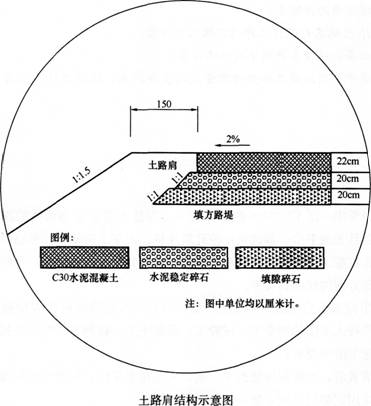 150
2%
1:1.5
土路肩
22cm
1:1
20cm
1:1
20cm
填方路堤
图例：
C30水泥混凝土
水泥稳定碎石
填隙碎石
注：图中单位均以厘米计。
土路肩结构示意图